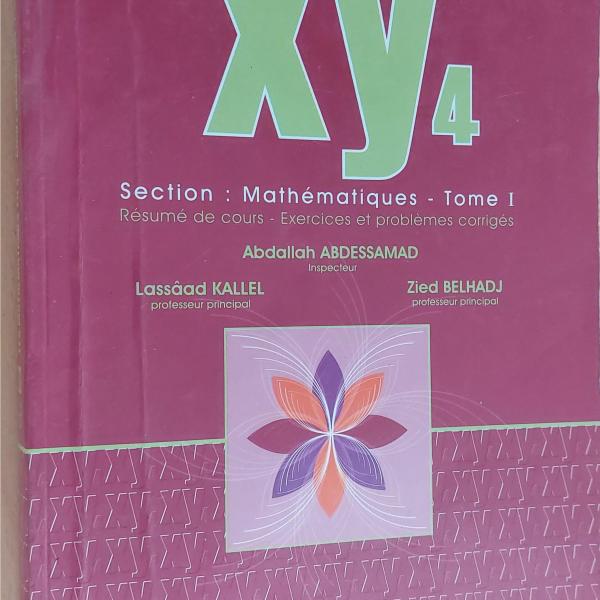 xy4
Section : Mathématiques - Tome I
Résumé de cours - Exercices et problèmes corrigés
Abdallah ABDESSAMAD
Inspecteur
Lassâad KALLEL
professeur principal
Zied BELHADJ
professeur principal